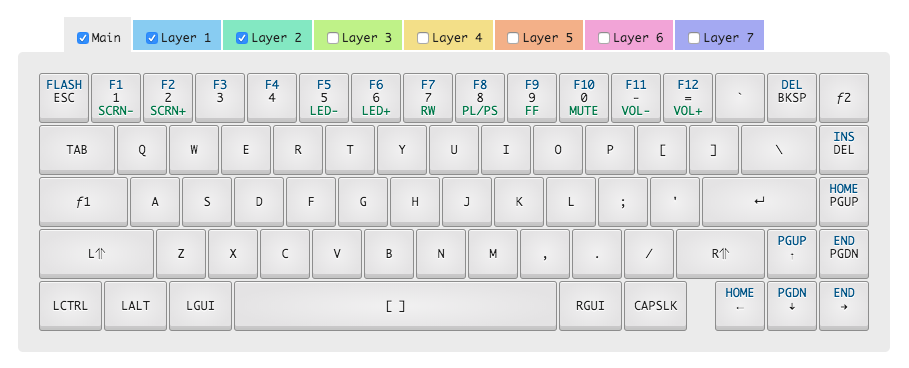 Main Layer 1 Layer 2 Layer 3 Layer 4 Layer 5 Layer 6 Layer 7
FLASH F1 F2 F3 F4 F5 F6 F7 F8 F9 F10 F11 F12 DEL
ESC 1 2 3 4 5 6 7 8 9 0 - = ` BKSP ƒ2
SCRN- SCRN+ LED- LED+ RW PL/PS FF MUTE VOL- VOL+
INS
TAB Q W E R T Y U I O P [ ] \ DEL
HOME
ƒ1 A S D F G H J K L ; ' ↵ PGUP
PGUP END
L⇑ Z X C V B N M , . / R⇑ ↑ PGDN
HOME PGDN END
LCTRL LALT LGUI [ ] RGUI CAPSLK ← ↓ →